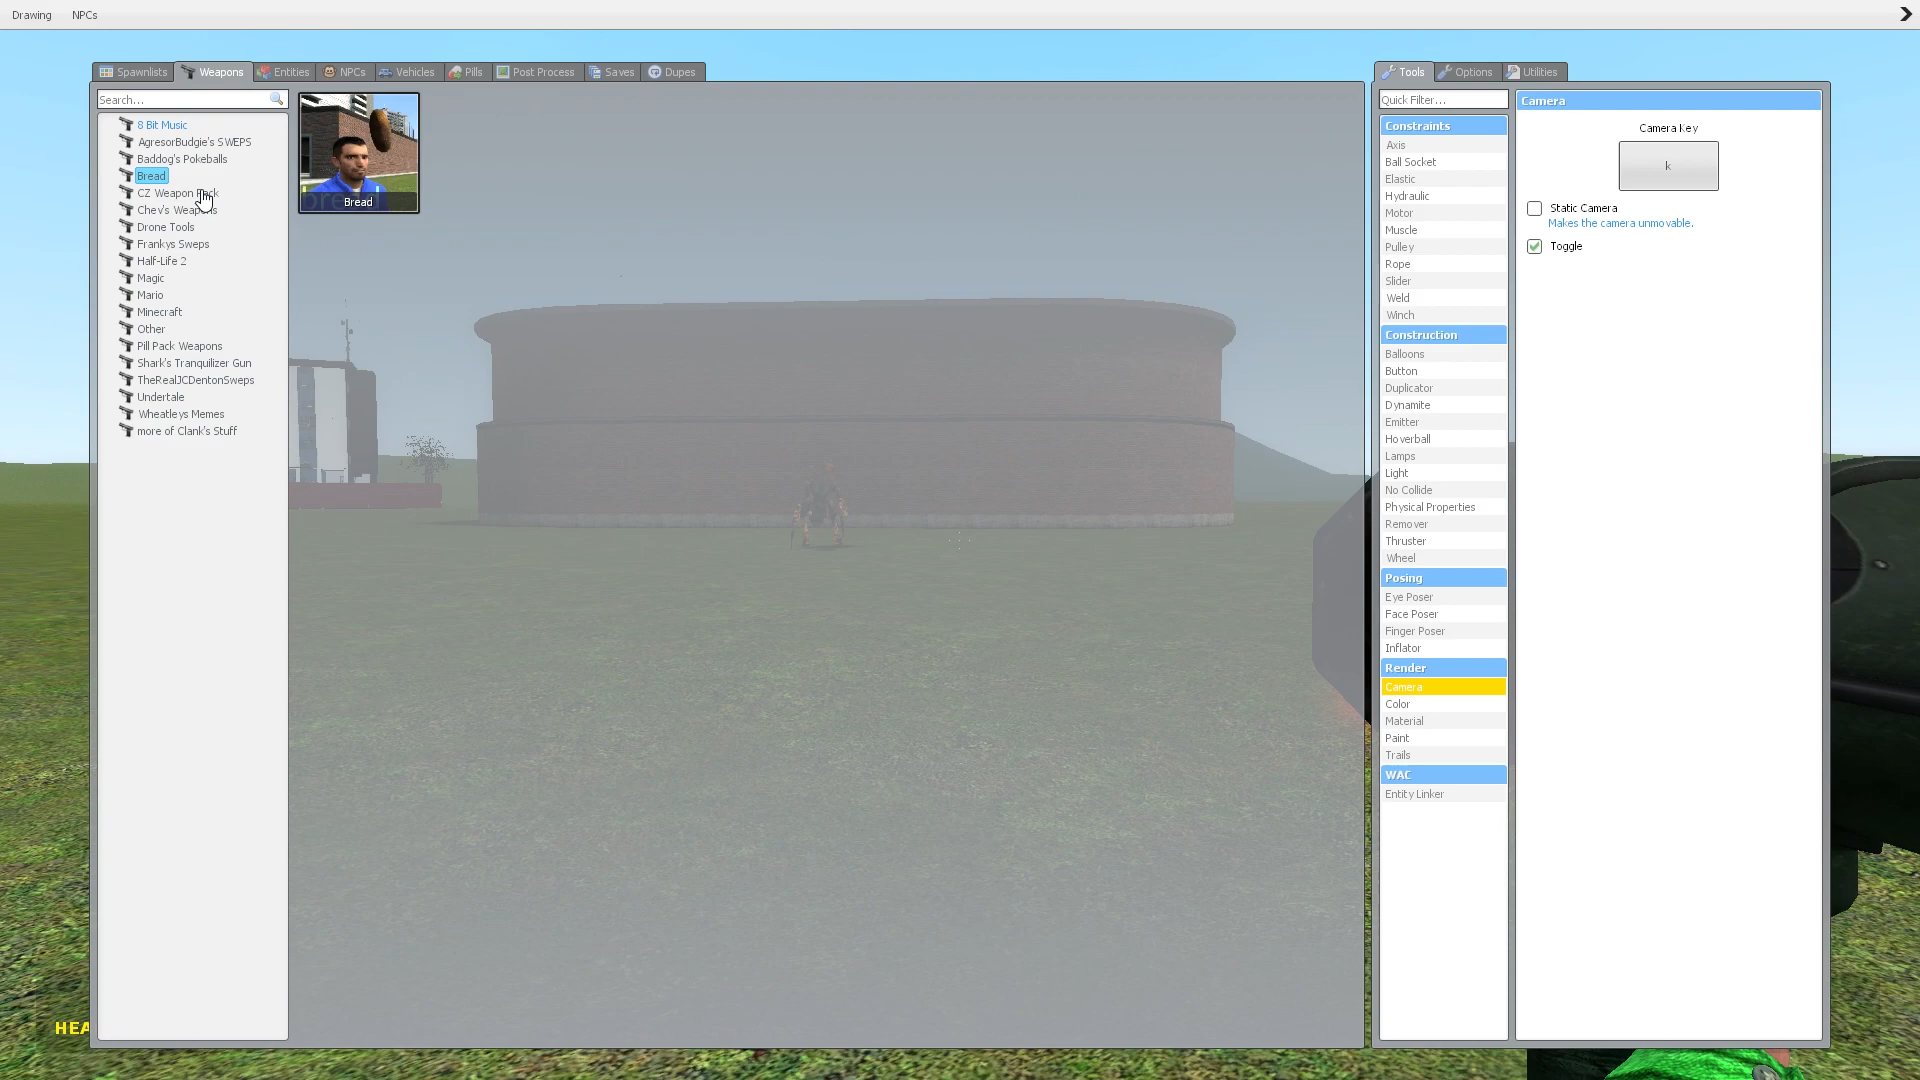 Drawing NPCs
Spawnlists Weapons Entities NPCs Vehicles Pills Post Process Saves Dupes
Search...
8 Bit Music
AgresorBudgie's SWEPS
Baddog's Pokeballs
Bread
CZ Weapon Pack
Chev's Weapons
Drone Tools
Frankys Sweps
Half-Life 2
Magic
Mario
Minecraft
Other
Pill Pack Weapons
Shark's Tranquilizer Gun
TheRealJCDentonSweps
Undertale
Wheatleys Memes
more of Clank's Stuff
Bread
HEA
Tools Options Utilities
Quick Filter...
Constraints
Axis
Ball Socket
Elastic
Hydraulic
Motor
Muscle
Pulley
Rope
Slider
Weld
Winch
Construction
Balloons
Button
Duplicator
Dynamite
Emitter
Hoverball
Lamps
Light
No Collide
Physical Properties
Remover
Thruster
Wheel
Posing
Eye Poser
Face Poser
Finger Poser
Inflator
Render
Camera
Color
Material
Paint
Trails
WAC
Entity Linker
Camera
Camera Key
k
Static Camera
Makes the camera unmovable.
Toggle